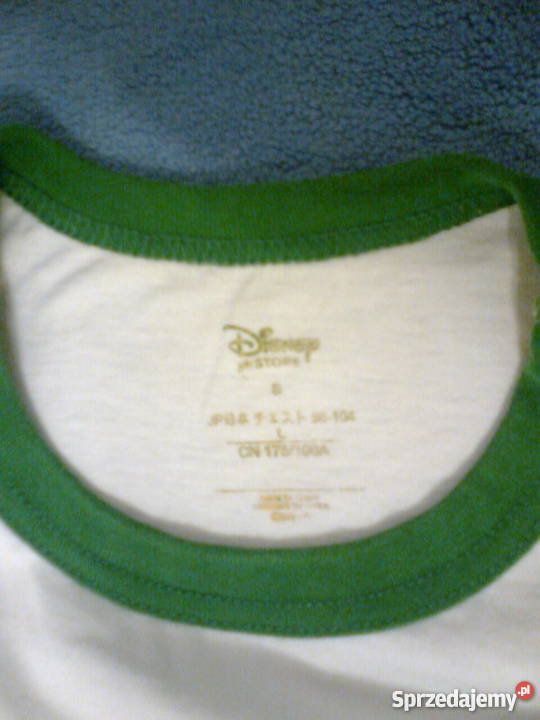 Disney
STORE
S
JP日本 チェスト 96-104
L
CN 175/100A
Sprzedajemy.pl